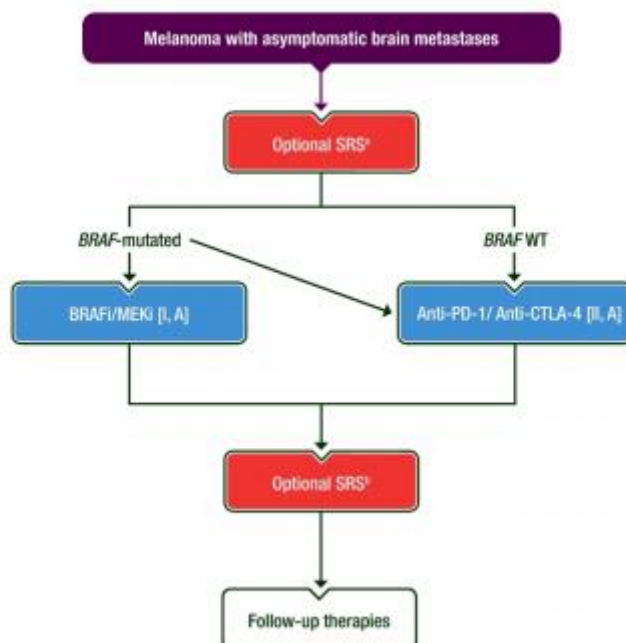 Melanoma with asymptomatic brain metastases
Optional SRSª
BRAF-mutated
BRAF WT
BRAFi/MEKi [I, A]
Anti-PD-1/ Anti-CTLA-4 [II, A]
Optional SRSᵇ
Follow-up therapies